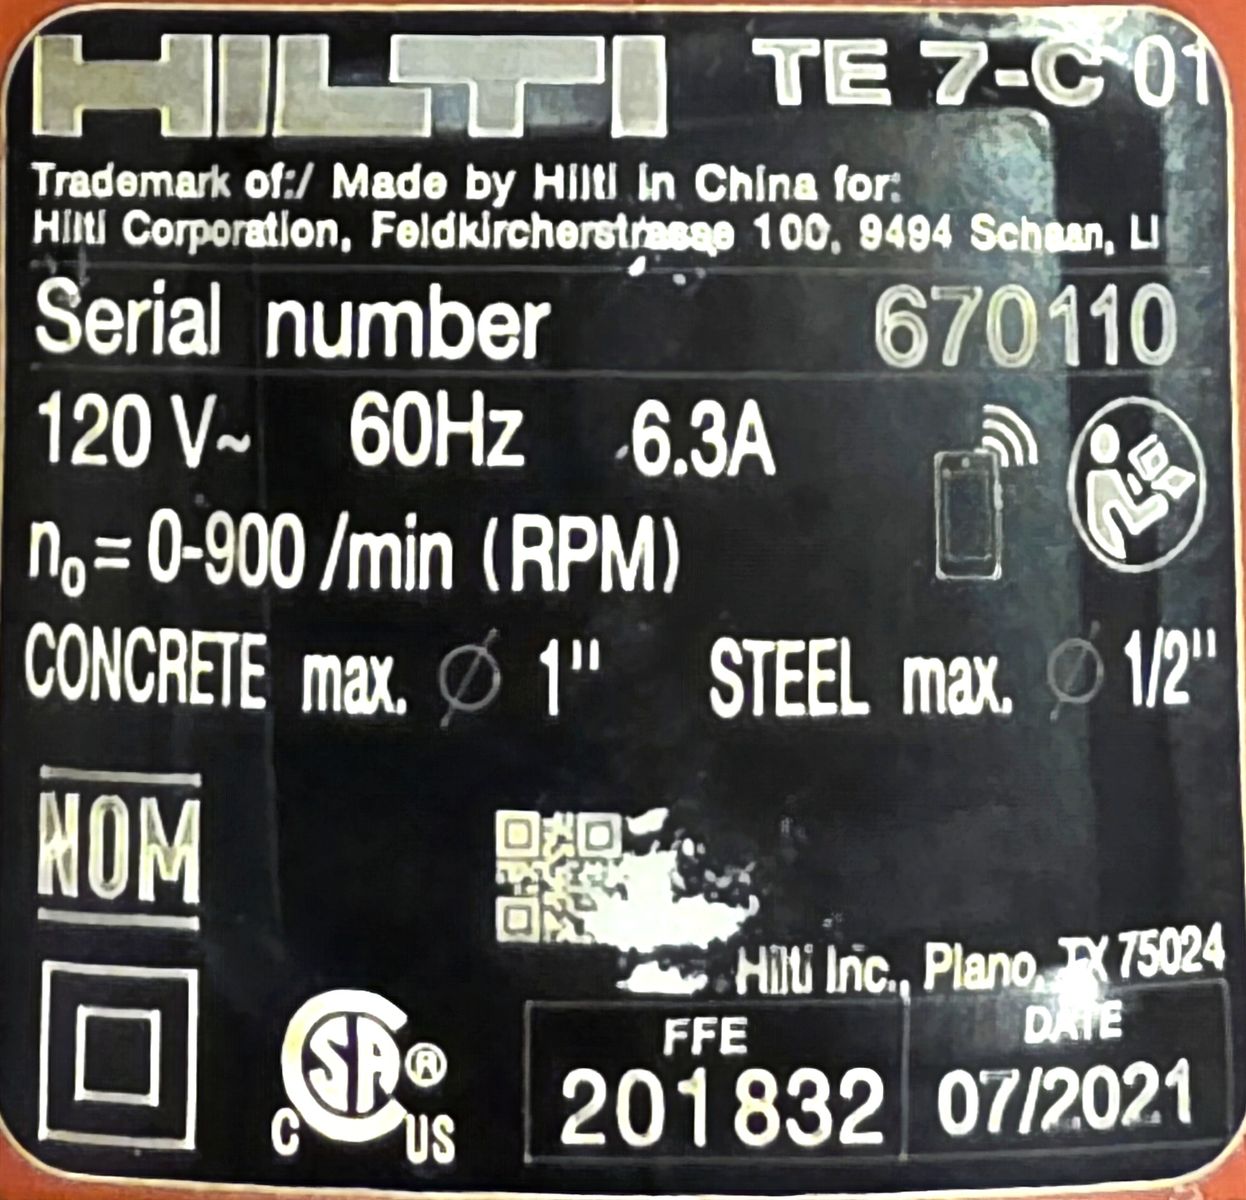 HILTI TE 7-C 01
Trademark of:/ Made by Hilti in China for:
Hilti Corporation, Feldkircherstrasse 100, 9494 Schaan, LI
Serial number 670110
120 V~ 60Hz 6.3A
n₀ = 0-900 /min (RPM)
CONCRETE max. ⌀ 1" STEEL max. ⌀ 1/2"
NOM
Hilti Inc., Plano, TX 75024
FFE DATE
201832 07/2021
CSA ®
C US